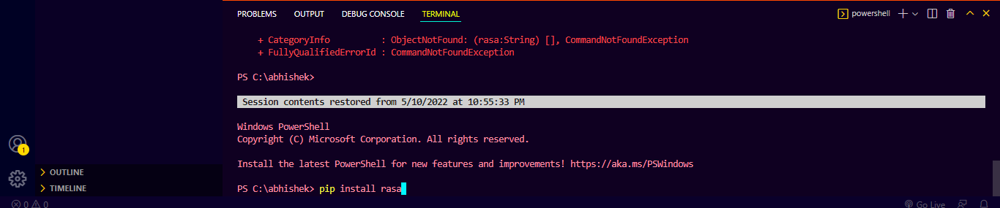 PROBLEMS OUTPUT DEBUG CONSOLE TERMINAL powershell
+ CategoryInfo : ObjectNotFound: (rasa:String) [], CommandNotFoundException
+ FullyQualifiedErrorId : CommandNotFoundException
PS C:\abhishek>
Session contents restored from 5/10/2022 at 10:55:33 PM
Windows PowerShell
Copyright (C) Microsoft Corporation. All rights reserved.
1
Install the latest PowerShell for new features and improvements! https://aka.ms/PSWindows
OUTLINE
TIMELINE
PS C:\abhishek> pip install rasa
0 0 Go Live